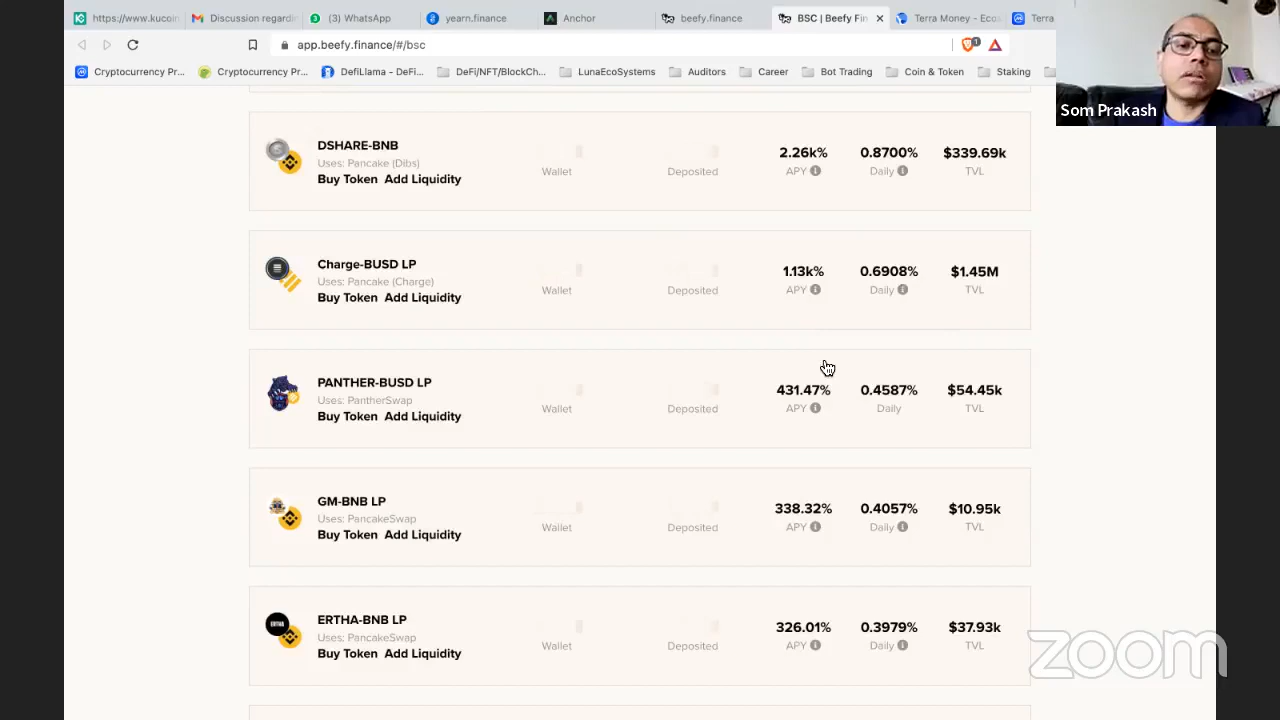 https://www.kucoin
Discussion regardi
(3) WhatsApp
yearn.finance
Anchor
beefy.finance
BSC | Beefy Fin
Terra Money - Ecos
Terra
app.beefy.finance/#/bsc
1
Cryptocurrency Pr...
Cryptocurrency Pr...
DefiLlama - DeFi...
DeFi/NFT/BlockCh...
LunaEcoSystems
Auditors
Career
Bot Trading
Coin & Token
Staking
Som Prakash
DSHARE-BNB
Uses: Pancake (Dibs)
Buy Token Add Liquidity
Wallet
Deposited
2.26k%
APY
0.8700%
Daily
$339.69k
TVL
Charge-BUSD LP
Uses: Pancake (Charge)
Buy Token Add Liquidity
Wallet
Deposited
1.13k%
APY
0.6908%
Daily
$1.45M
TVL
PANTHER-BUSD LP
Uses: PantherSwap
Buy Token Add Liquidity
Wallet
Deposited
431.47%
APY
0.4587%
Daily
$54.45k
TVL
GM-BNB LP
Uses: PancakeSwap
Buy Token Add Liquidity
Wallet
Deposited
338.32%
APY
0.4057%
Daily
$10.95k
TVL
ERTHA-BNB LP
Uses: PancakeSwap
Buy Token Add Liquidity
Wallet
Deposited
326.01%
APY
0.3979%
Daily
$37.93k
TVL
ERTHA
zoom